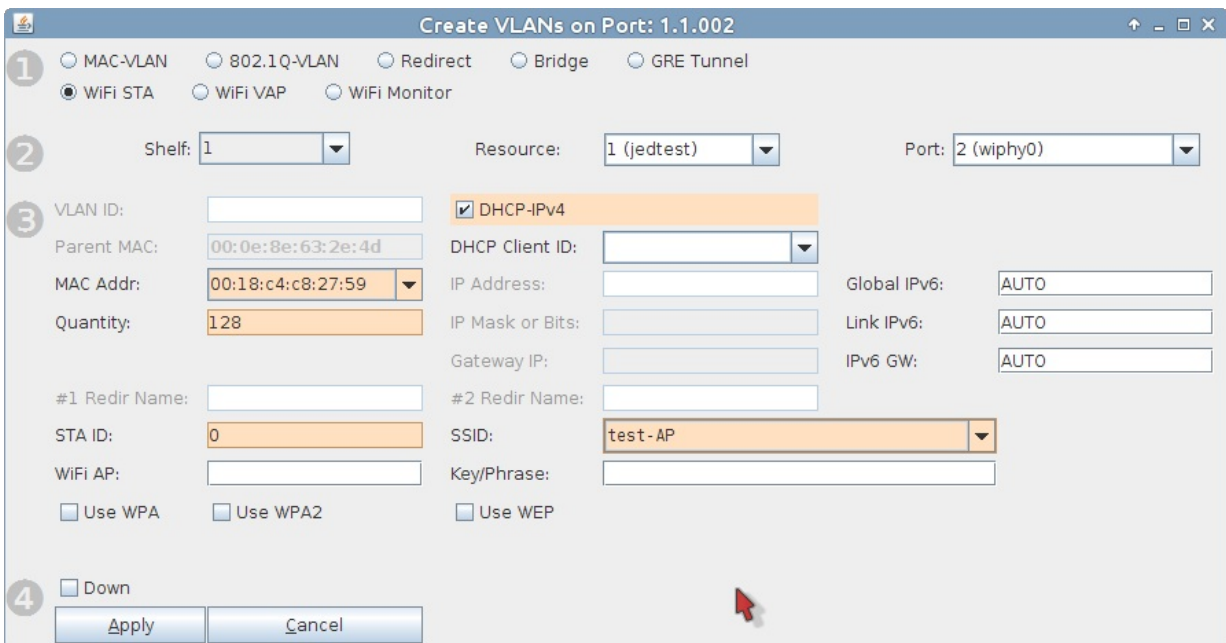 Create VLANs on Port: 1.1.002
1 MAC-VLAN 802.1Q-VLAN Redirect Bridge GRE Tunnel
WiFi STA WiFi VAP WiFi Monitor
2 Shelf: 1 Resource: 1 (jedtest) Port: 2 (wiphy0)
3 VLAN ID: DHCP-IPv4
Parent MAC: 00:0e:8e:63:2e:4d DHCP Client ID:
MAC Addr: 00:18:c4:c8:27:59 IP Address: Global IPv6: AUTO
Quantity: 128 IP Mask or Bits: Link IPv6: AUTO
Gateway IP: IPv6 GW: AUTO
#1 Redir Name: #2 Redir Name:
STA ID: 0 SSID: test-AP
WiFi AP: Key/Phrase:
Use WPA Use WPA2 Use WEP
4 Down
Apply Cancel